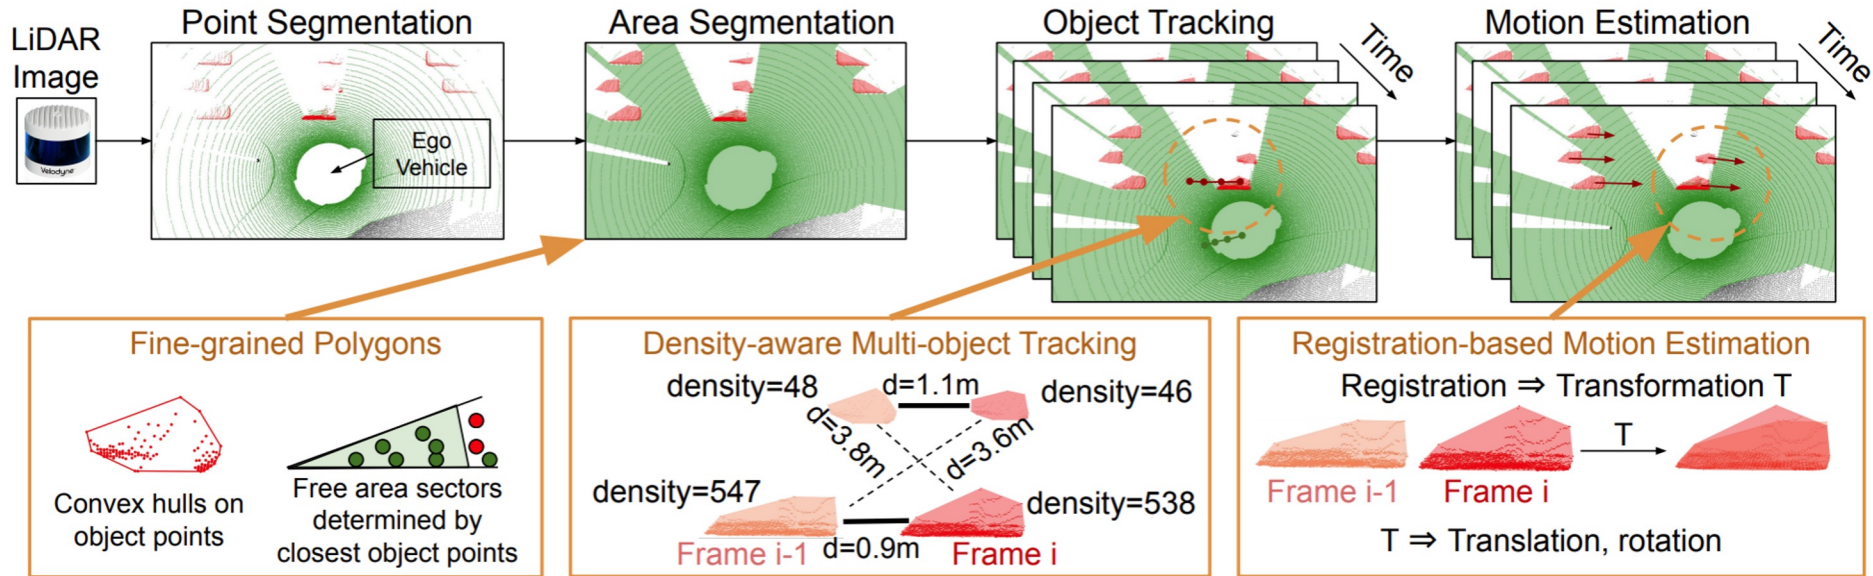 LiDAR
Image
Velodyne
Point Segmentation
Ego
Vehicle
Area Segmentation
Object Tracking
Time
Motion Estimation
Time
Fine-grained Polygons
Convex hulls on
object points
Free area sectors
determined by
closest object points
Density-aware Multi-object Tracking
density=48
d=1.1m
density=46
d=3.8m
d=3.6m
density=547
density=538
Frame i-1
d=0.9m
Frame i
Registration-based Motion Estimation
Registration ⇒ Transformation T
T
Frame i-1
Frame i
T ⇒ Translation, rotation